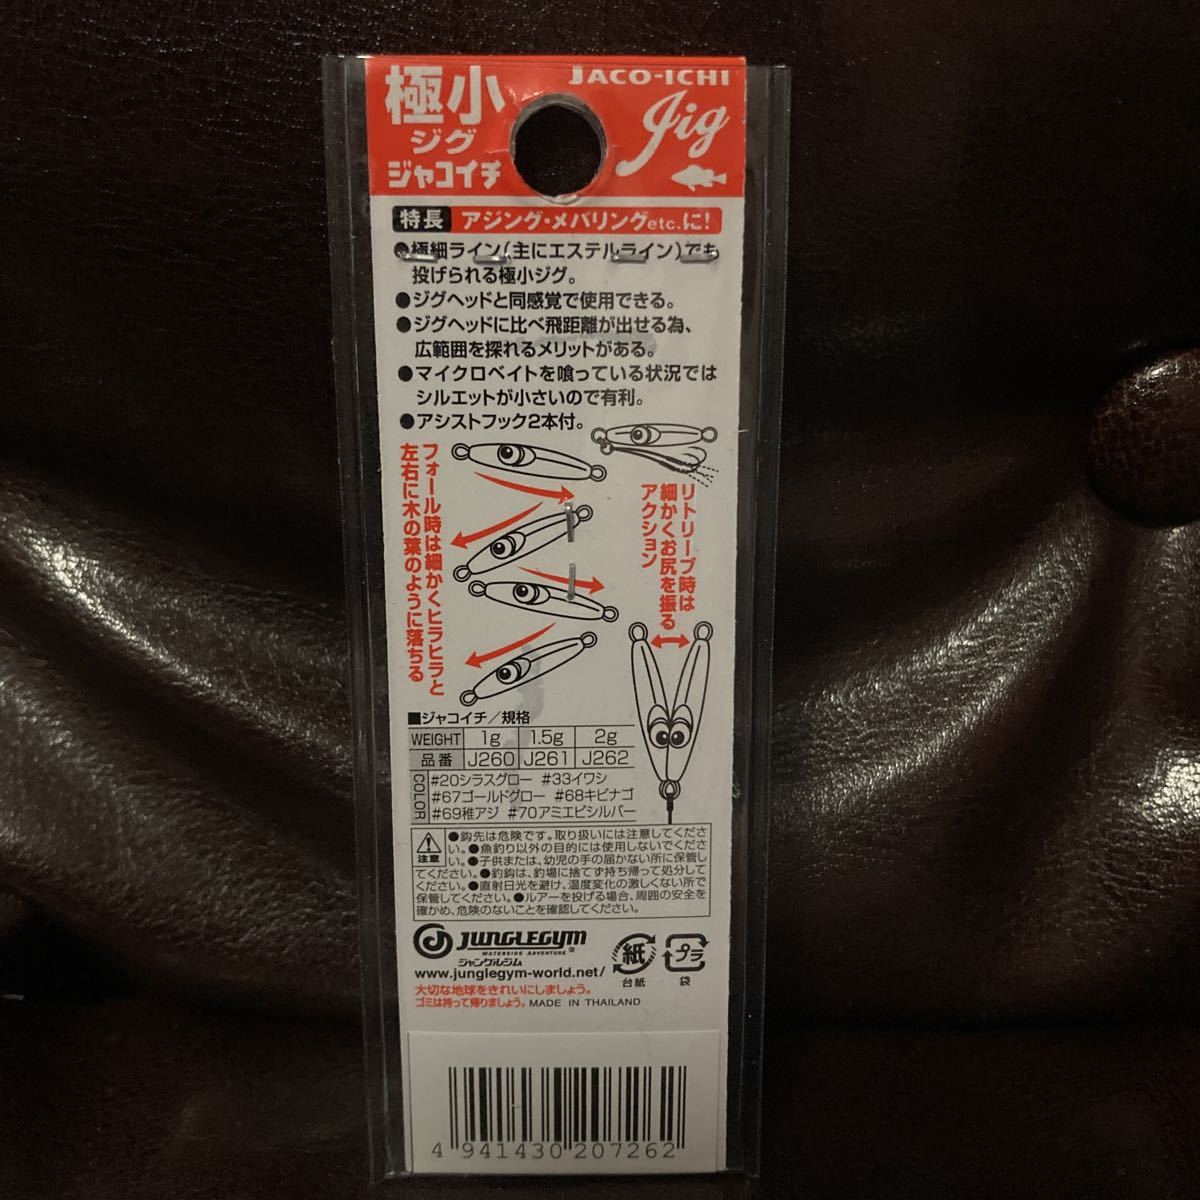 極小
ジグ
ジャコイチ
JACO-ICHI
Jig
特長 アジング・メバリングetc.に!
●極細ライン(主にエステルライン)でも
投げられる極小ジグ。
●ジグヘッドと同感覚で使用できる。
●ジグヘッドに比べ飛距離が出せる為、
広範囲を探れるメリットがある。
●マイクロベイトを喰っている状況では
シルエットが小さいので有利。
●アシストフック2本付。
フォール時は細かくヒラヒラと
左右に木の葉のように落ちる
リトリーブ時は
細かくお尻を振る
アクション
■ジャコイチ/規格
WEIGHT 1g 1.5g 2g
品番 J260 J261 J262
COLOR
#20シラスグロー #33イワシ
#67ゴールドグロー #68キビナゴ
#69稚アジ #70アミエビシルバー
注意
●鈎先は危険です。取り扱いには注意してくださ
い。●魚釣り以外の目的には使用しないでくださ
い。●子供または、幼児の手の届かない所に保管し
てください。●釣鈎は、釣場に捨てず持ち帰って処分して
ください。●直射日光を避け、温度変化の激しくない所で
保管してください。●ルアーを投げる場合、周囲の安全を
確かめ、危険のないことを確認してください。
JUNGLEGYM
WATERSIDE ADVENTURE ®
ジャングルジム
www.junglegym-world.net/
紙
台紙
プラ
袋
大切な地球をきれいにしましょう。
ゴミは持って帰りましょう。 MADE IN THAILAND
4 941430 207262